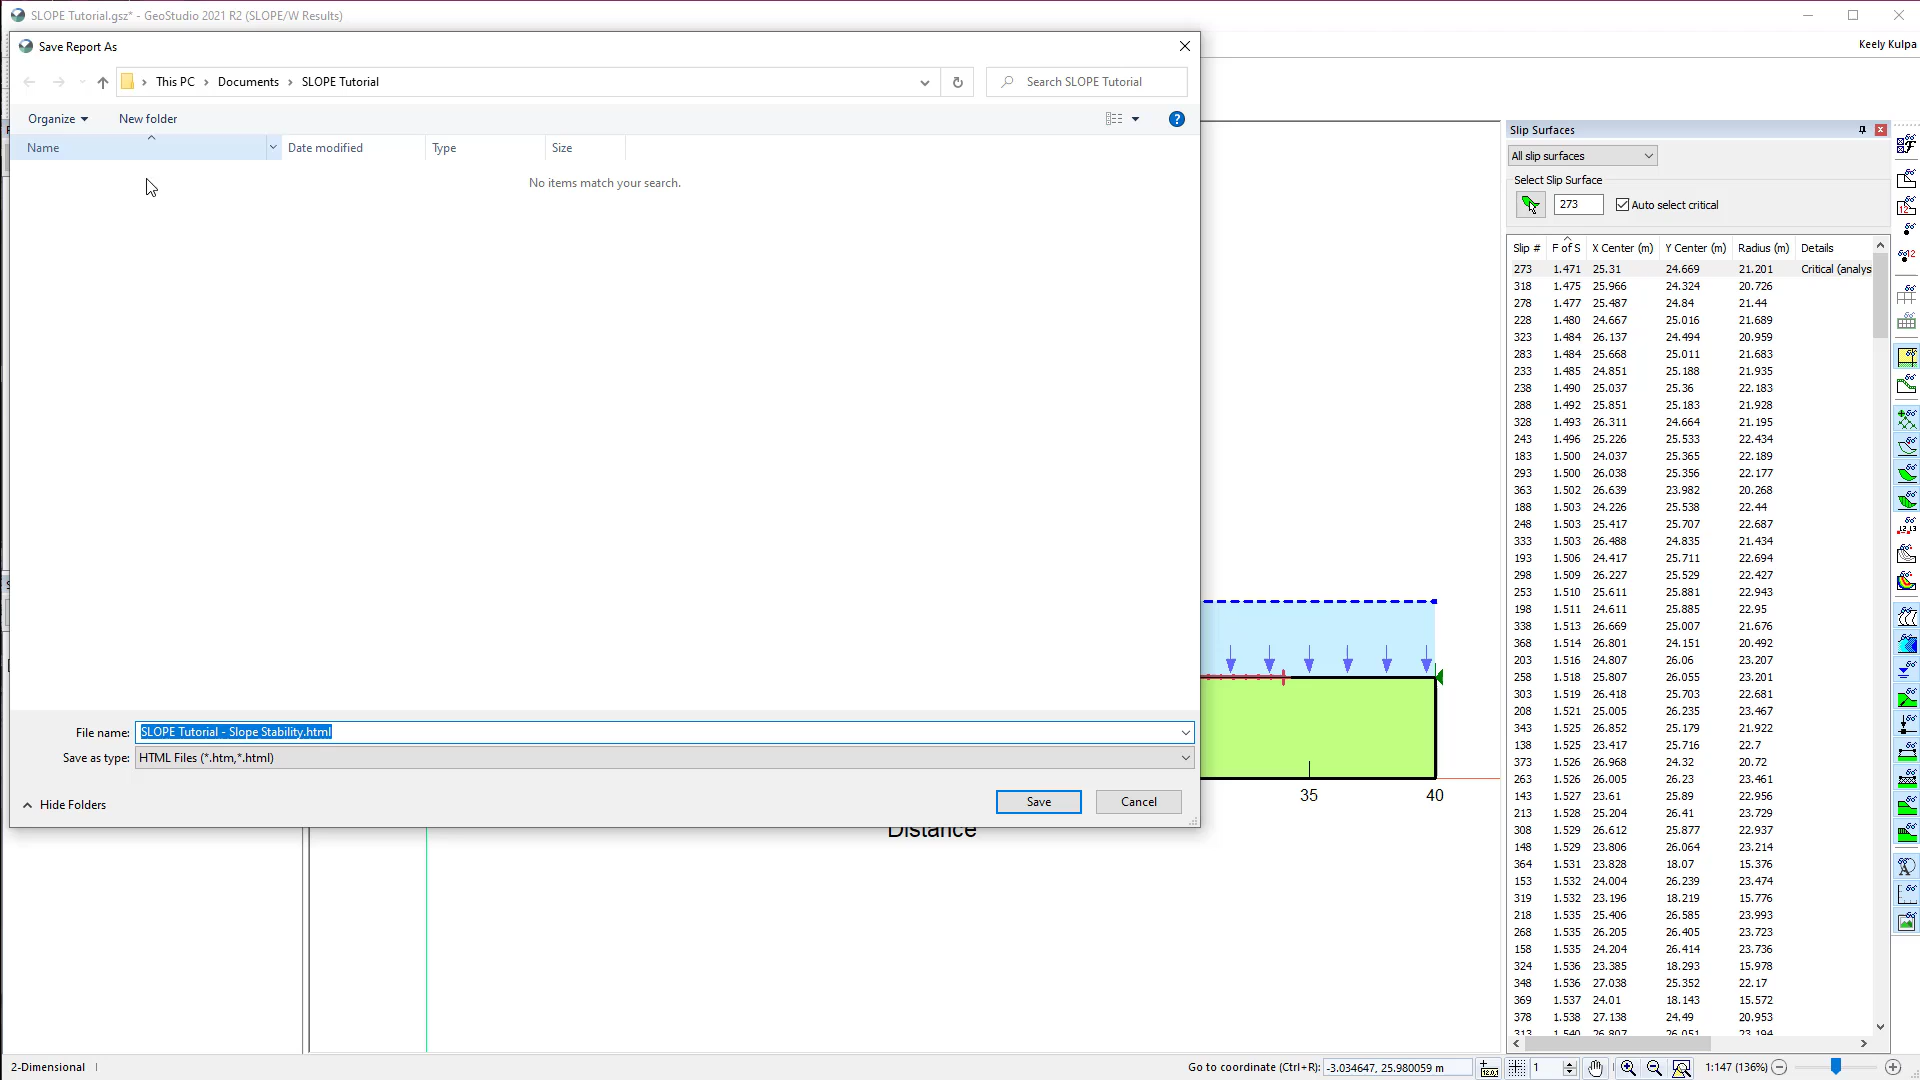 SLOPE Tutorial.gsz* - GeoStudio 2021 R2 (SLOPE/W Results)
Save Report As
Keely Kulpa
This PC > Documents > SLOPE Tutorial
Search SLOPE Tutorial
Organize
New folder
Name
Date modified
Type
Size
No items match your search.
File name: SLOPE Tutorial - Slope Stability.html
Save as type: HTML Files (*.htm,*.html)
Hide Folders
Save
Cancel
35
40
Distance
Slip Surfaces
All slip surfaces
Select Slip Surface
273
Auto select critical
Slip # F of S X Center (m) Y Center (m) Radius (m) Details
273 1.471 25.31 24.669 21.201 Critical (analys
318 1.475 25.966 24.324 20.726
278 1.477 25.487 24.84 21.44
228 1.480 24.667 25.016 21.689
323 1.484 26.137 24.494 20.959
283 1.484 25.668 25.011 21.683
233 1.485 24.851 25.188 21.935
238 1.490 25.037 25.36 22.183
288 1.492 25.851 25.183 21.928
328 1.493 26.311 24.664 21.195
243 1.496 25.226 25.533 22.434
183 1.500 24.037 25.365 22.189
293 1.500 26.038 25.356 22.177
363 1.502 26.639 23.982 20.268
188 1.503 24.226 25.538 22.44
248 1.503 25.417 25.707 22.687
333 1.503 26.488 24.835 21.434
193 1.506 24.417 25.711 22.694
298 1.509 26.227 25.529 22.427
253 1.510 25.611 25.881 22.943
198 1.511 24.611 25.885 22.95
338 1.513 26.669 25.007 21.676
368 1.514 26.801 24.151 20.492
203 1.516 24.807 26.06 23.207
258 1.518 25.807 26.055 23.201
303 1.519 26.418 25.703 22.681
208 1.521 25.005 26.235 23.467
343 1.525 26.852 25.179 21.922
138 1.525 23.417 25.716 22.7
373 1.526 26.968 24.32 20.72
263 1.526 26.005 26.23 23.461
143 1.527 23.61 25.89 22.956
213 1.528 25.204 26.41 23.729
308 1.529 26.612 25.877 22.937
148 1.529 23.806 26.064 23.214
364 1.531 23.828 18.07 15.376
153 1.532 24.004 26.239 23.474
319 1.532 23.196 18.219 15.776
218 1.535 25.406 26.585 23.993
268 1.535 26.205 26.405 23.723
158 1.535 24.204 26.414 23.736
324 1.536 23.385 18.293 15.978
348 1.536 27.038 25.352 22.17
369 1.537 24.01 18.143 15.572
378 1.538 27.138 24.49 20.953
313 1.540 26.807 26.051 23.194
2-Dimensional
Go to coordinate (Ctrl+R): -3.034647, 25.980059 m
1
1:147 (136%)